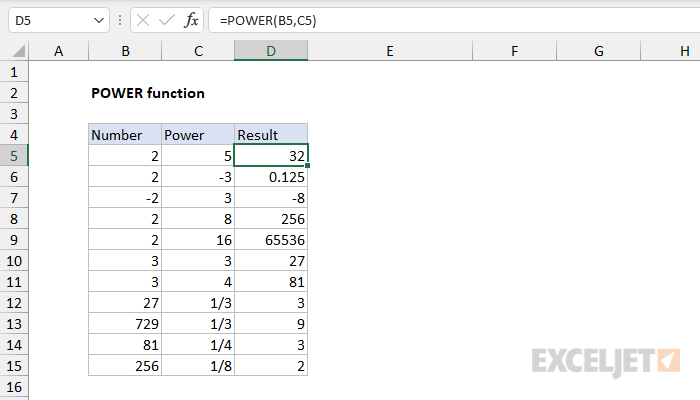 D5 fx =POWER(B5,C5)
A B C D E F G H
1
2 POWER function
3
4 Number Power Result
5 2 5 32
6 2 -3 0.125
7 -2 3 -8
8 2 8 256
9 2 16 65536
10 3 3 27
11 3 4 81
12 27 1/3 3
13 729 1/3 9
14 81 1/4 3
15 256 1/8 2
16
EXCELJET